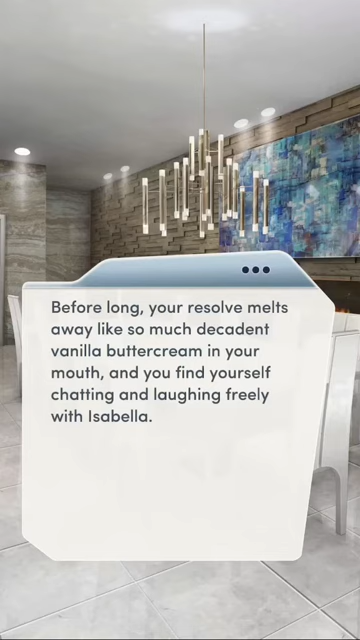 Before long, your resolve melts
away like so much decadent
vanilla buttercream in your
mouth, and you find yourself
chatting and laughing freely
with Isabella.